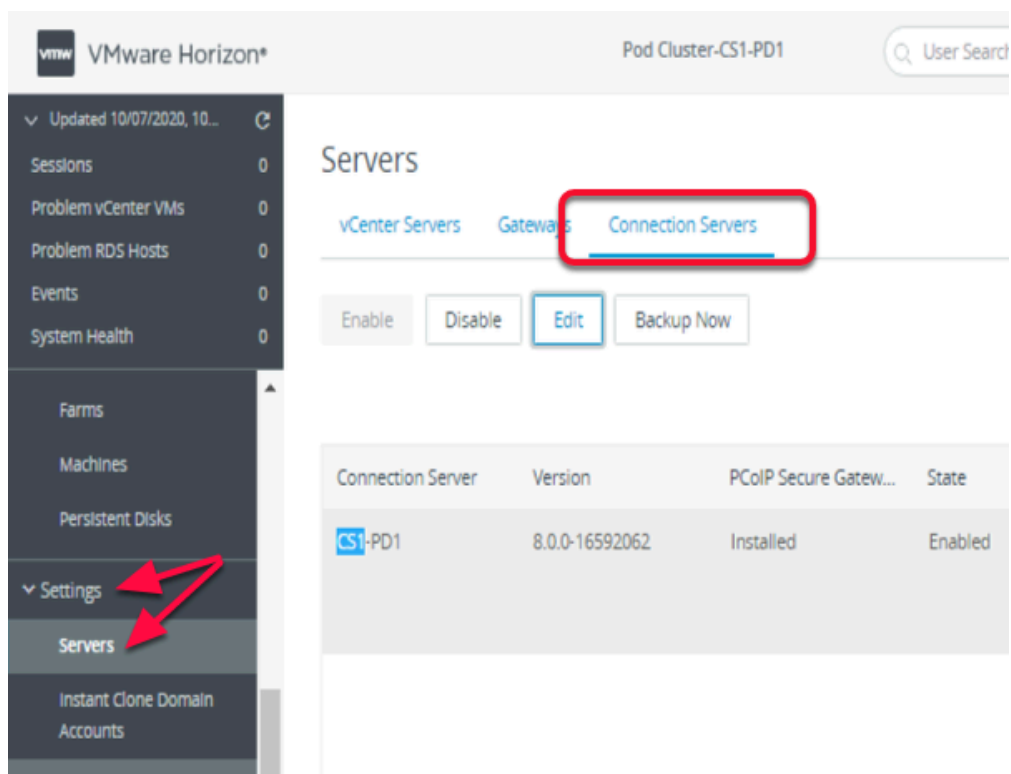 vmw VMware Horizon®
Pod Cluster-CS1-PD1
User Search
Updated 10/07/2020, 10...
Sessions 0
Problem vCenter VMs 0
Problem RDS Hosts 0
Events 0
System Health 0
Farms
Machines
Persistent Disks
Settings
Servers
Instant Clone Domain
Accounts
Servers
vCenter Servers Gateways Connection Servers
Enable Disable Edit Backup Now
Connection Server Version PCoIP Secure Gatew... State
CS1-PD1 8.0.0-16592062 Installed Enabled